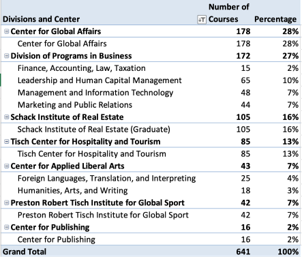 Number of
Divisions and Center Courses Percentage
Center for Global Affairs 178 28%
Center for Global Affairs 178 28%
Division of Programs in Business 172 27%
Finance, Accounting, Law, Taxation 15 2%
Leadership and Human Capital Management 65 10%
Management and Information Technology 48 7%
Marketing and Public Relations 44 7%
Schack Institute of Real Estate 105 16%
Schack Institute of Real Estate (Graduate) 105 16%
Tisch Center for Hospitality and Tourism 85 13%
Tisch Center for Hospitality and Tourism 85 13%
Center for Applied Liberal Arts 43 7%
Foreign Languages, Translation, and Interpreting 25 4%
Humanities, Arts, and Writing 18 3%
Preston Robert Tisch Institute for Global Sport 42 7%
Preston Robert Tisch Institute for Global Sport 42 7%
Center for Publishing 16 2%
Center for Publishing 16 2%
Grand Total 641 100%